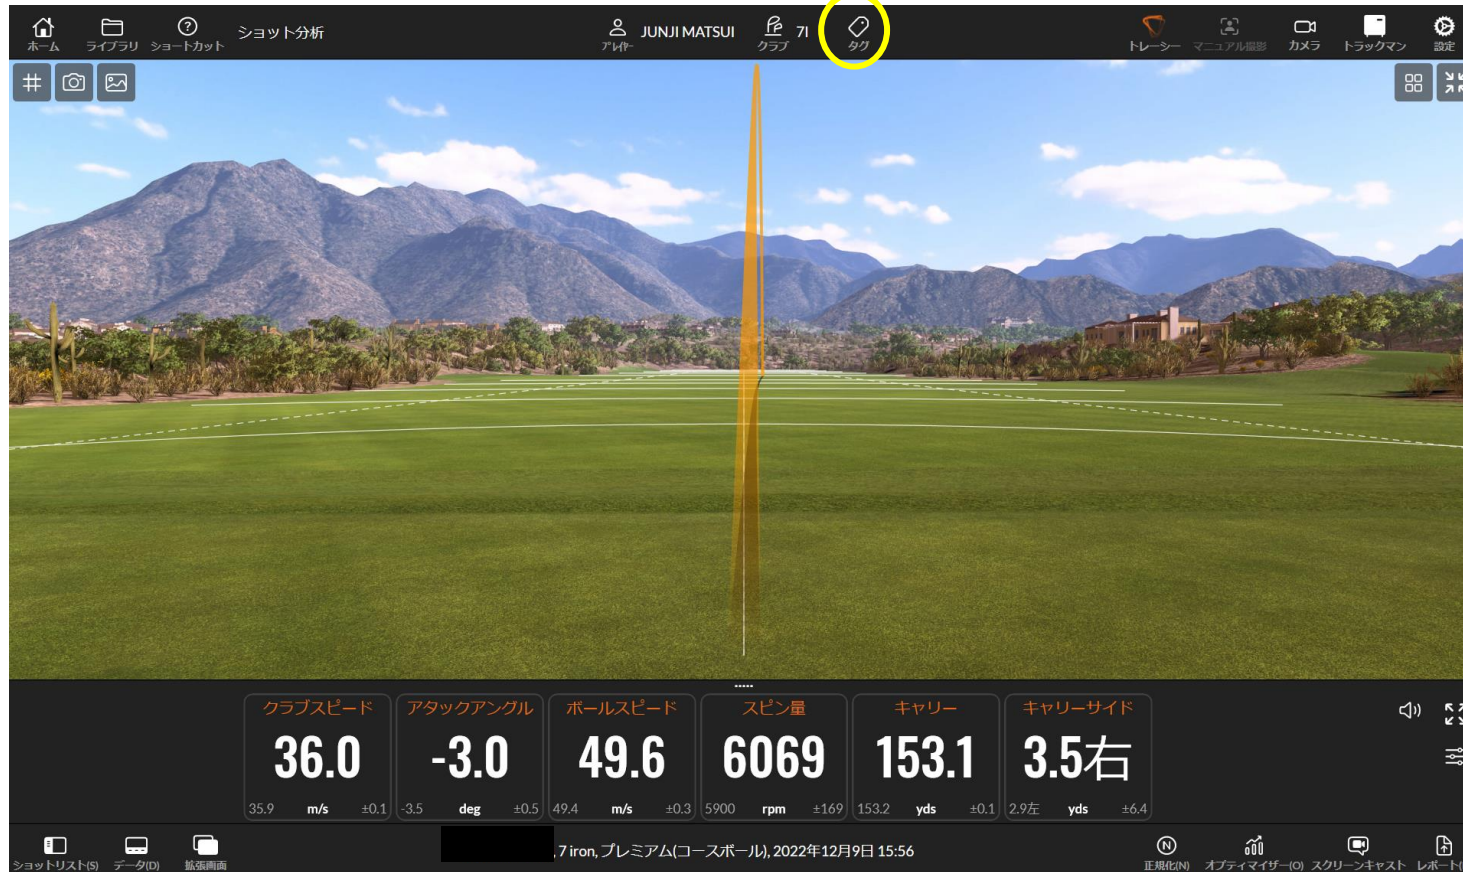 ホーム
ライブラリ
ショートカット
ショット分析
プレイヤー
JUNJI MATSUI
クラブ
7I
タグ
トレーシー
マニュアル撮影
カメラ
トラックマン
設定
クラブスピード
36.0
35.9 m/s ±0.1
アタックアングル
-3.0
-3.5 deg ±0.5
ボールスピード
49.6
49.4 m/s ±0.3
スピン量
6069
5900 rpm ±169
キャリー
153.1
153.2 yds ±0.1
キャリーサイド
3.5右
2.9左 yds ±6.4
ショットリスト(S)
データ(D)
拡張画面
, 7 iron, プレミアム(コースボール), 2022年12月9日 15:56
N
正規化(N)
オプティマイザー(O)
スクリーンキャスト
レポート(